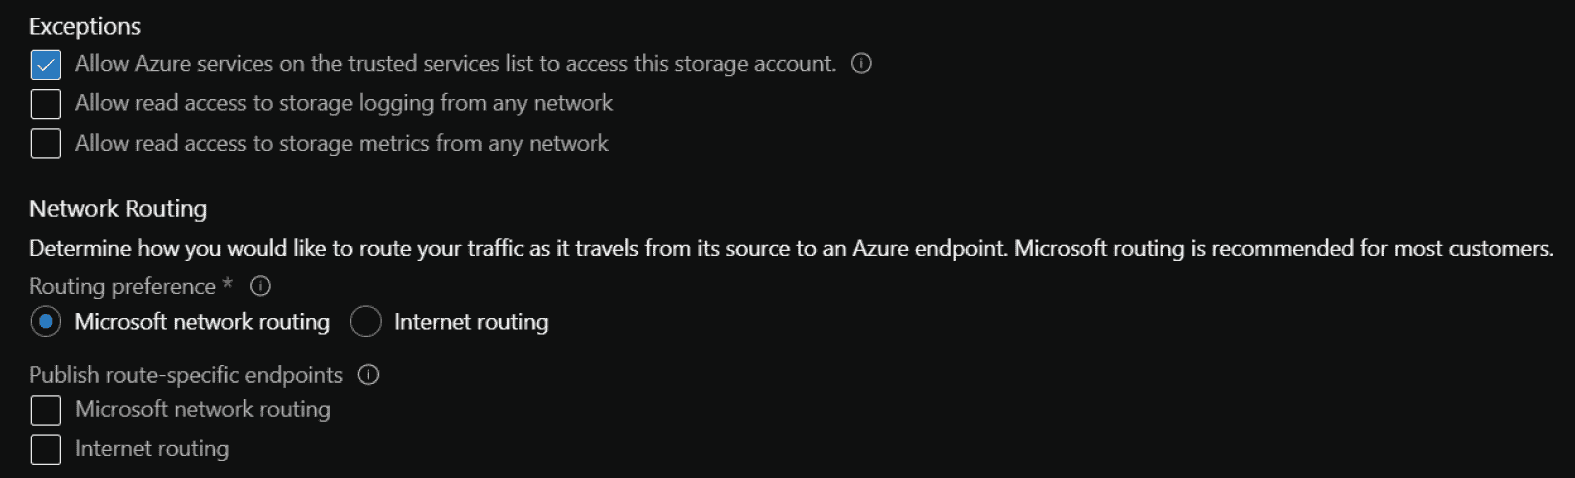 Exceptions
Allow Azure services on the trusted services list to access this storage account.
Allow read access to storage logging from any network
Allow read access to storage metrics from any network
Network Routing
Determine how you would like to route your traffic as it travels from its source to an Azure endpoint. Microsoft routing is recommended for most customers.
Routing preference *
Microsoft network routing Internet routing
Publish route-specific endpoints
Microsoft network routing
Internet routing